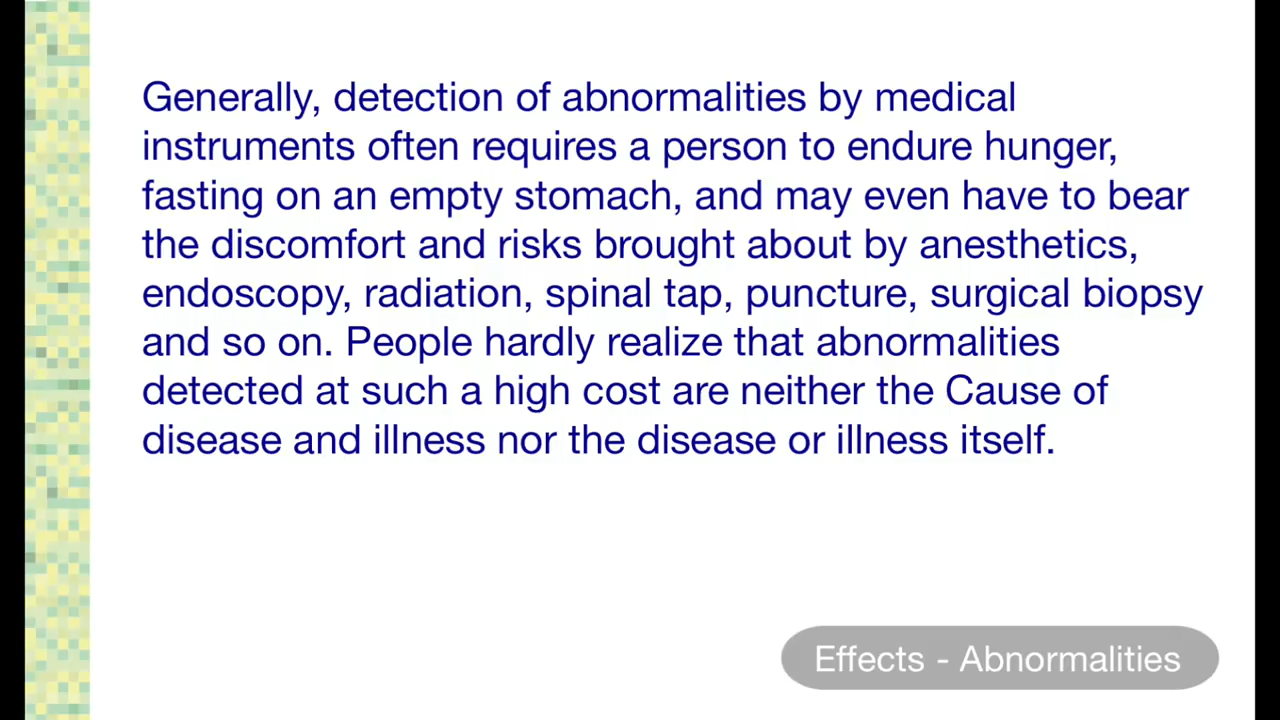 Generally, detection of abnormalities by medical
instruments often requires a person to endure hunger,
fasting on an empty stomach, and may even have to bear
the discomfort and risks brought about by anesthetics,
endoscopy, radiation, spinal tap, puncture, surgical biopsy
and so on. People hardly realize that abnormalities
detected at such a high cost are neither the Cause of
disease and illness nor the disease or illness itself.
Effects - Abnormalities